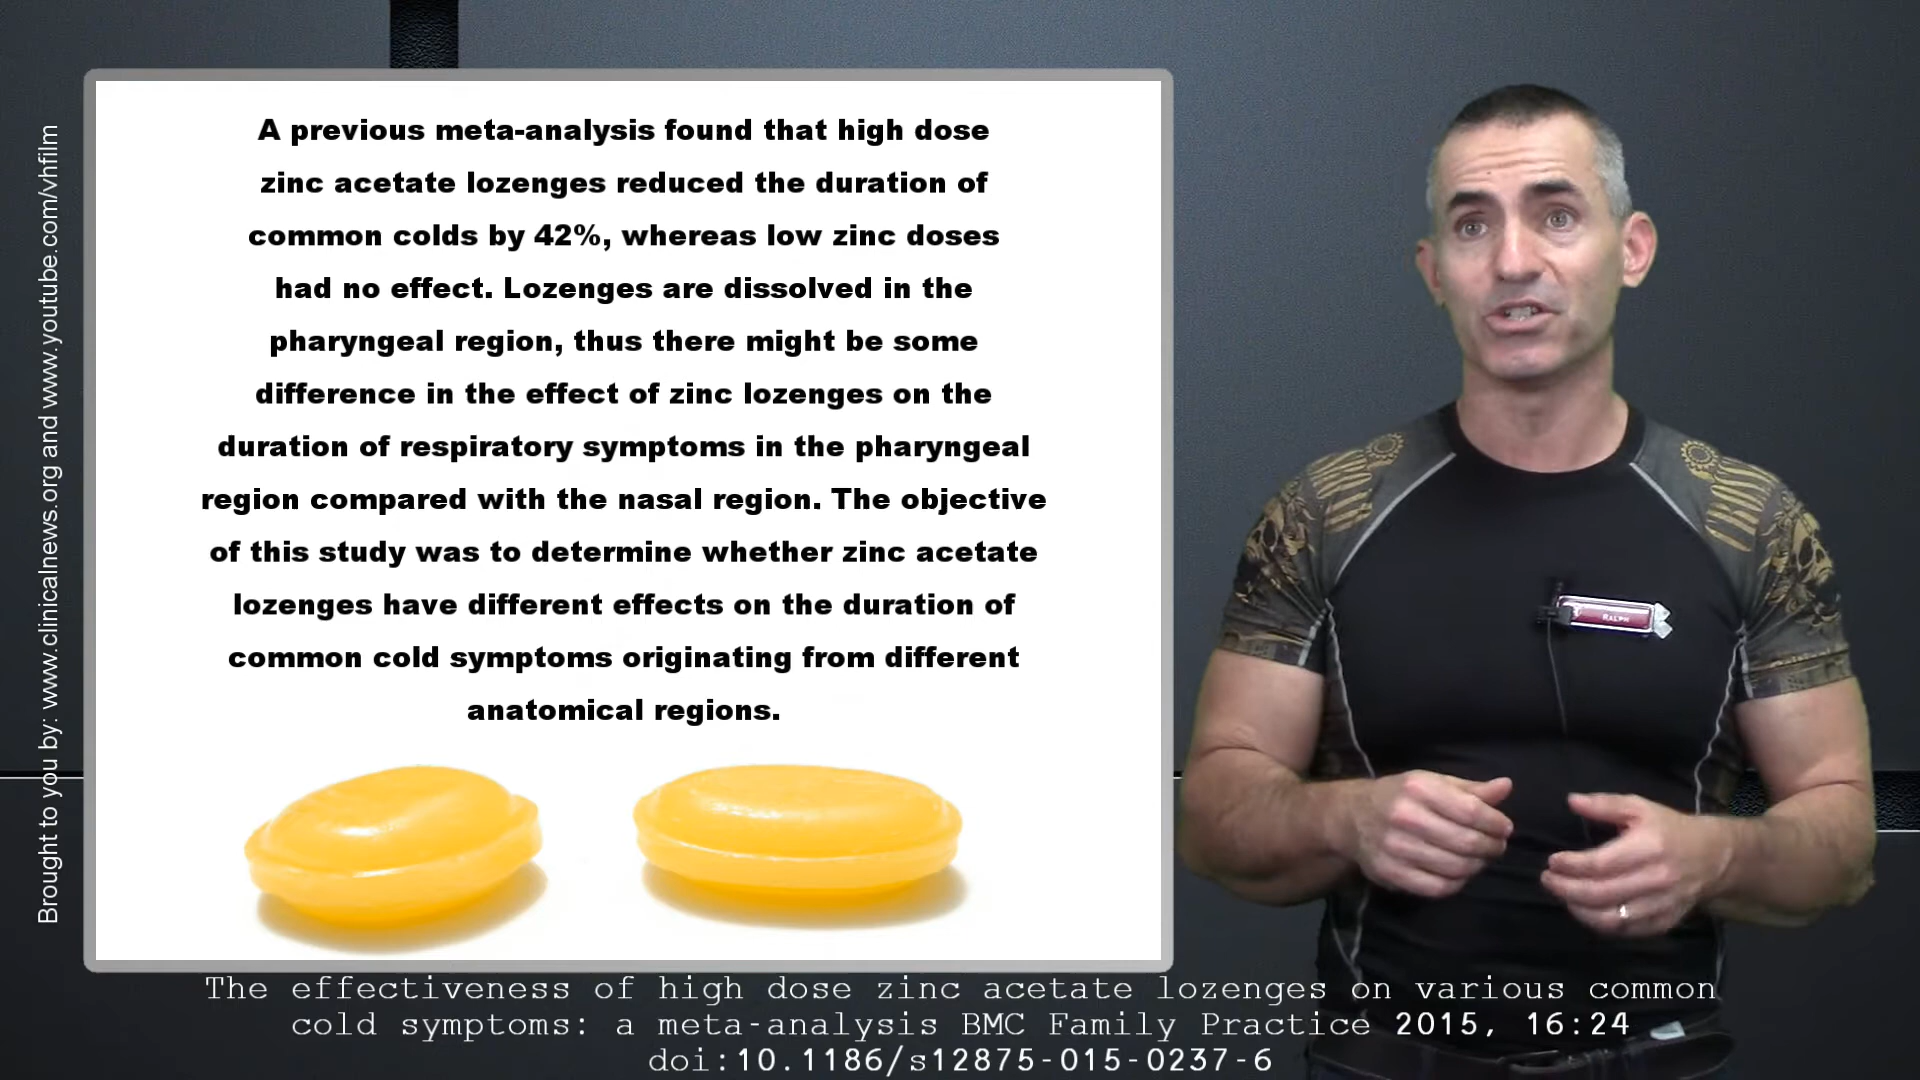 Brought to you by: www.clinicalnews.org and www.youtube.com/vhfilm
A previous meta-analysis found that high dose
zinc acetate lozenges reduced the duration of
common colds by 42%, whereas low zinc doses
had no effect. Lozenges are dissolved in the
pharyngeal region, thus there might be some
difference in the effect of zinc lozenges on the
duration of respiratory symptoms in the pharyngeal
region compared with the nasal region. The objective
of this study was to determine whether zinc acetate
lozenges have different effects on the duration of
common cold symptoms originating from different
anatomical regions.
RALPH
The effectiveness of high dose zinc acetate lozenges on various common
cold symptoms: a meta-analysis BMC Family Practice 2015, 16:24
doi:10.1186/s12875-015-0237-6